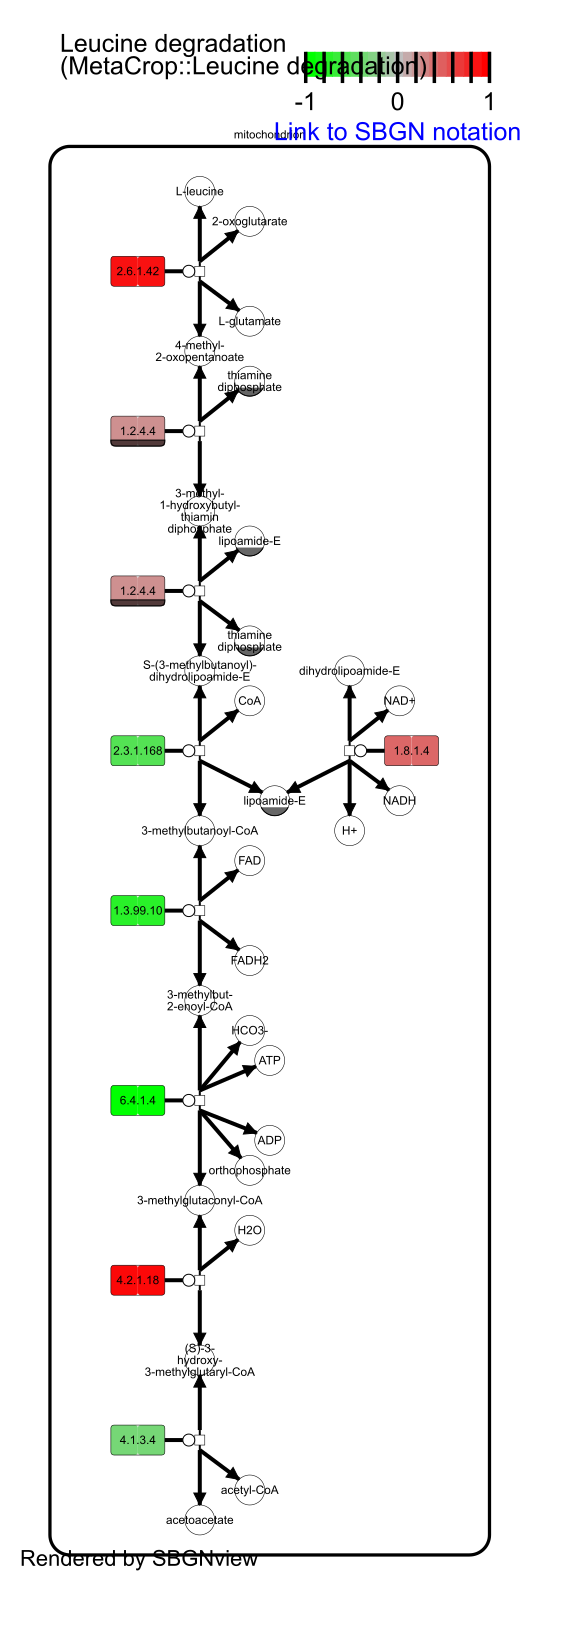 Leucine degradation
(MetaCrop::Leucine degradation)
-1
0
1
Link to SBGN notation
mitochondrion
L-leucine
2-oxoglutarate
2.6.1.42
L-glutamate
4-methyl-
2-oxopentanoate
thiamine
diphosphate
1.2.4.4
3-methyl-
1-hydroxybutyl-
thiamin
diphosphate
lipoamide-E
1.2.4.4
thiamine
diphosphate
S-(3-methylbutanoyl)-
dihydrolipoamide-E
dihydrolipoamide-E
CoA
NAD+
2.3.1.168
1.8.1.4
lipoamide-E
NADH
3-methylbutanoyl-CoA
H+
FAD
1.3.99.10
FADH2
3-methylbut-
2-enoyl-CoA
HCO3-
ATP
6.4.1.4
ADP
orthophosphate
3-methylglutaconyl-CoA
H2O
4.2.1.18
(S)-3-
hydroxy-
3-methylglutaryl-CoA
4.1.3.4
acetyl-CoA
acetoacetate
Rendered by SBGNview